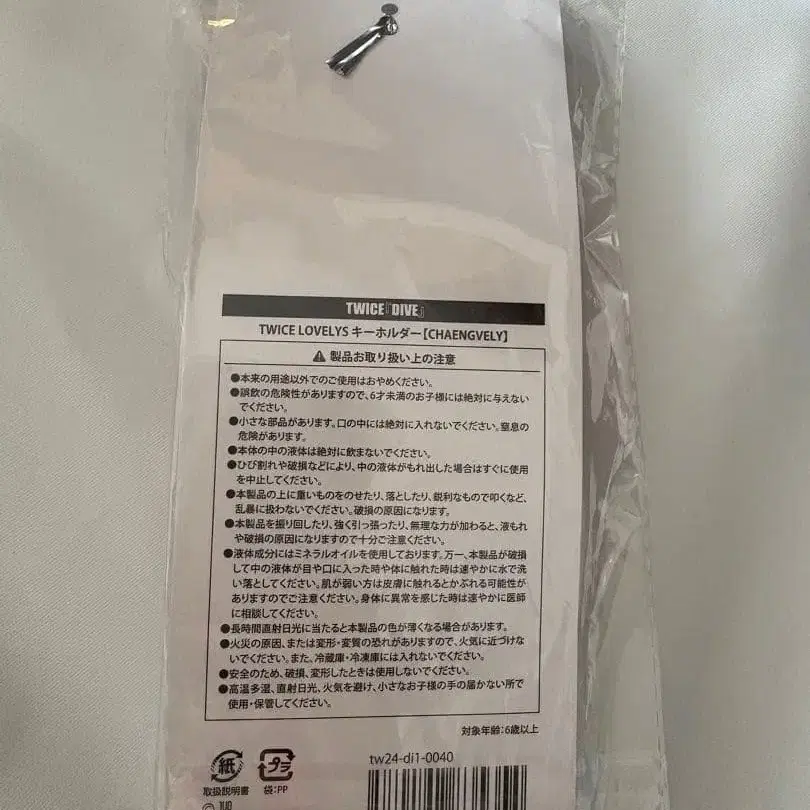 TWICE『DIVE』
TWICE LOVELYS キーホルダー【CHAENGVELY】
⚠ 製品お取り扱い上の注意
●本来の用途以外でのご使用はおやめください。
●誤飲の危険性がありますので、6才未満のお子様には絶対に与えない
でください。
●小さな部品があります。口の中には絶対に入れないでください。窒息の
危険があります。
●本体の中の液体は絶対に飲まないでください。
●ひび割れや破損などにより、中の液体がもれ出した場合はすぐに使用
を中止してください。
●本製品の上に重いものをのせたり、落としたり、鋭利なもので叩くなど、
乱暴に扱わないでください。破損の原因になります。
●本製品を振り回したり、強く引っ張ったり、無理な力が加わると、液もれ
や破損の原因になりますので十分ご注意ください。
●液体成分にはミネラルオイルを使用しております。万一、本製品が破損
して中の液体が目や口に入った時や体に触れた時は速やかに水で洗
い落としてください。肌が弱い方は皮膚に触れるとかぶれる可能性が
ありますのでご注意ください。身体に異常を感じた時は速やかに医師
に相談してください。
●長時間直射日光に当たると本製品の色が薄くなる場合があります。
●火災の原因、または変形・変質の恐れがありますので、火気に近づけな
いでください。また、冷蔵庫・冷凍庫には入れないでください。
●安全のため、破損、変形したときは使用しないでください。
●高温多湿、直射日光、火気を避け、小さなお子様の手の届かない所で
使用・保管してください。
対象年齢:6歳以上
紙
プラ
tw24-di1-0040
取扱説明書
袋:PP